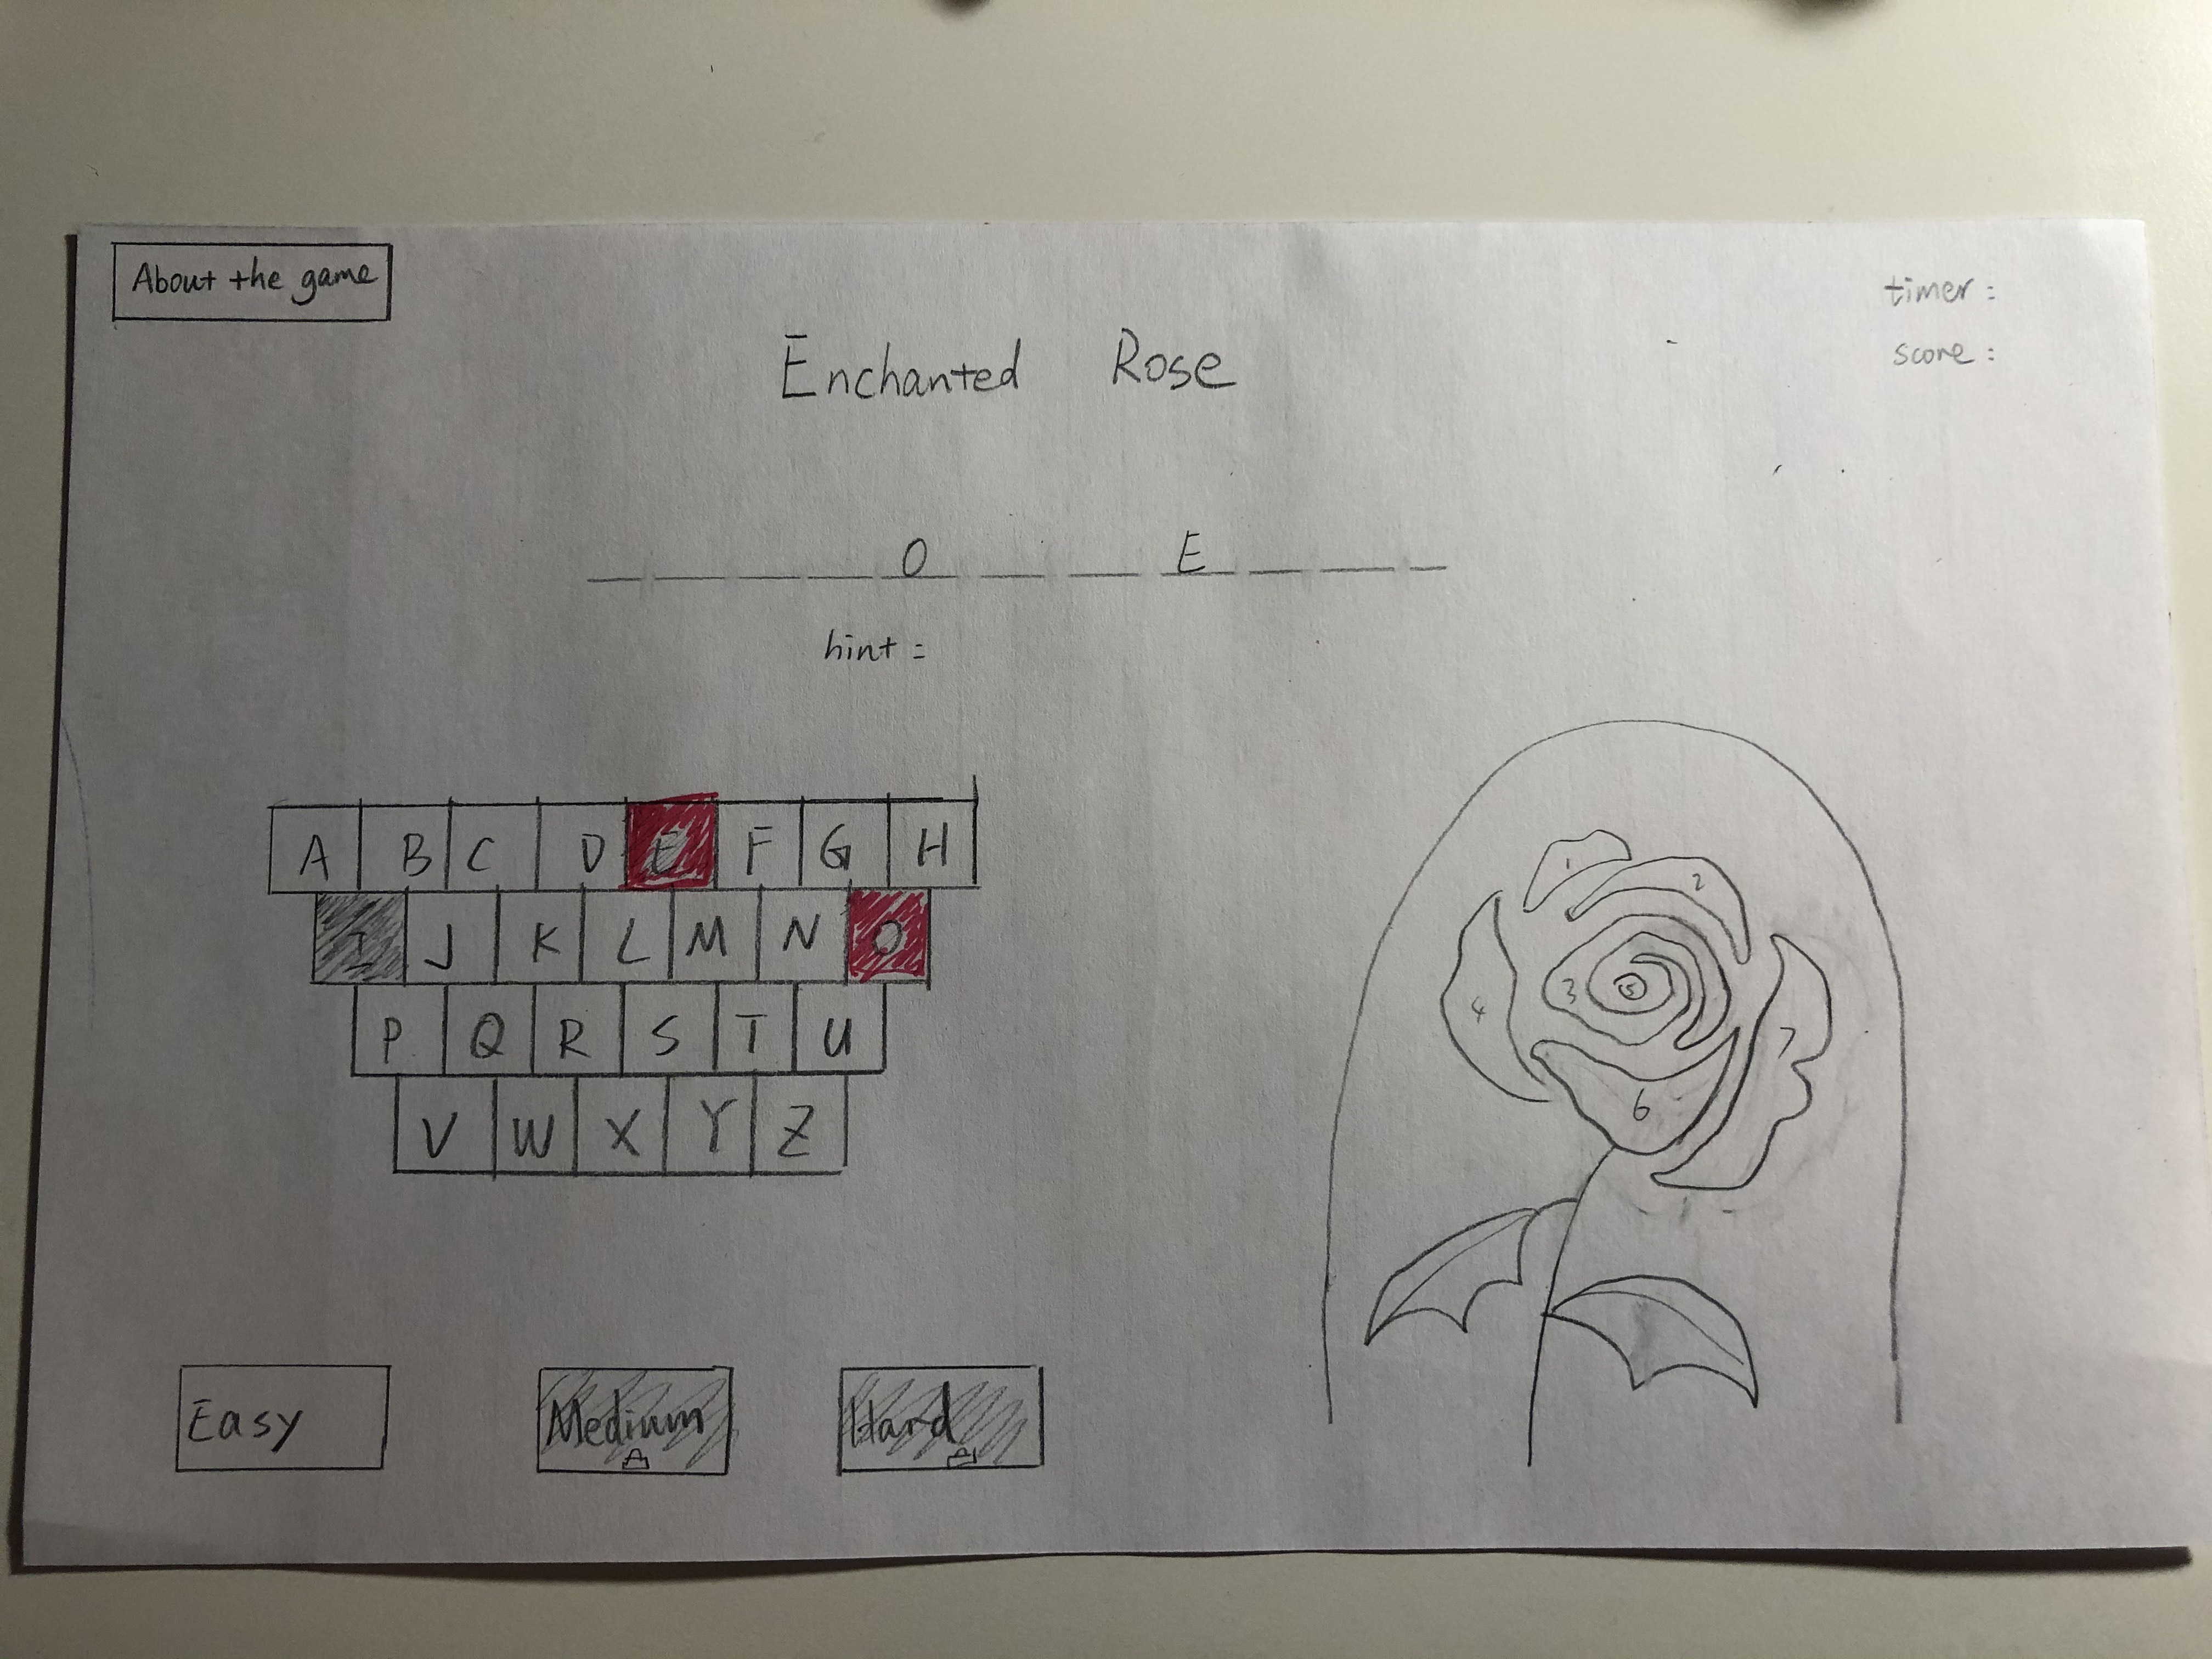 About the game
timer :
score :
Enchanted Rose
O E
hint :
A B C D E F G H
I J K L M N O
P Q R S T U
V W X Y Z
1
2
3
5
4
7
6
Easy Medium Hard